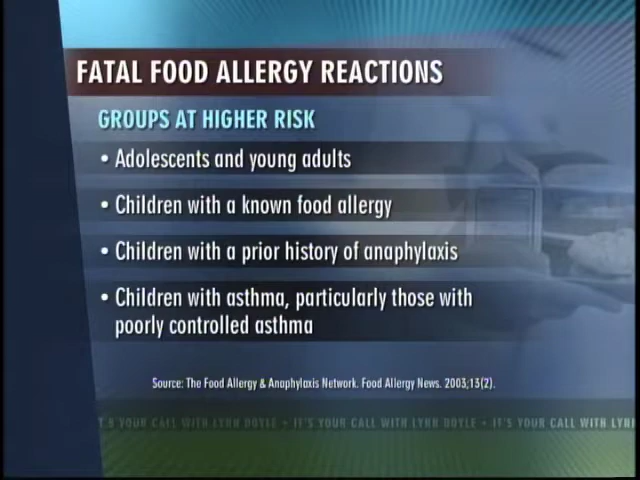 FATAL FOOD ALLERGY REACTIONS
GROUPS AT HIGHER RISK
• Adolescents and young adults
• Children with a known food allergy
• Children with a prior history of anaphylaxis
• Children with asthma, particularly those with
poorly controlled asthma
Source: The Food Allergy & Anaphylaxis Network. Food Allergy News. 2003;13(2).
T'S YOUR CALL WITH LYNN DOYLE • IT'S YOUR CALL WITH LYNN DOYLE • IT'S YOUR CALL WITH LYNN